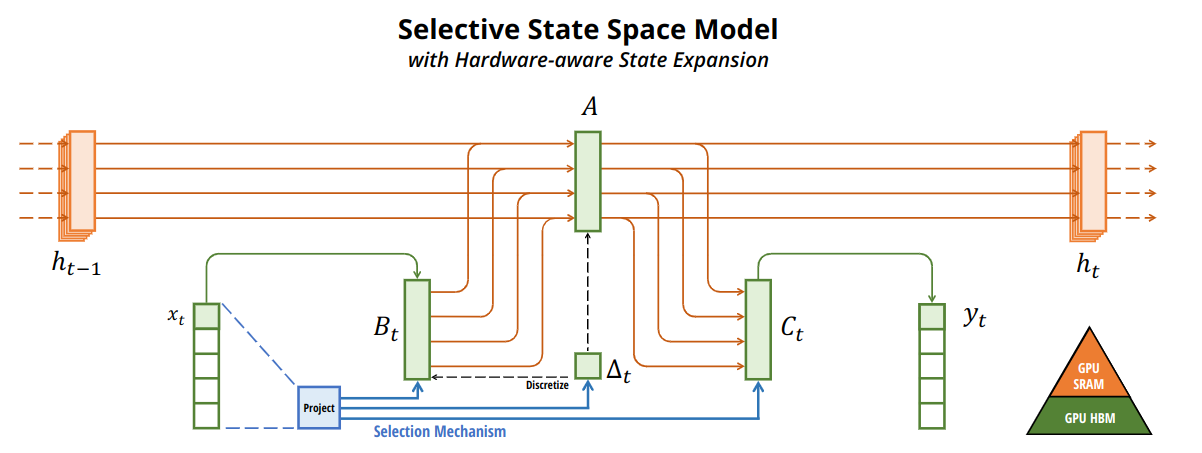 Selective State Space Model
with Hardware-aware State Expansion
A
h_{t-1}
h_t
x_t
B_t
C_t
y_t
Δ_t
Discretize
Project
Selection Mechanism
GPU
SRAM
GPU HBM